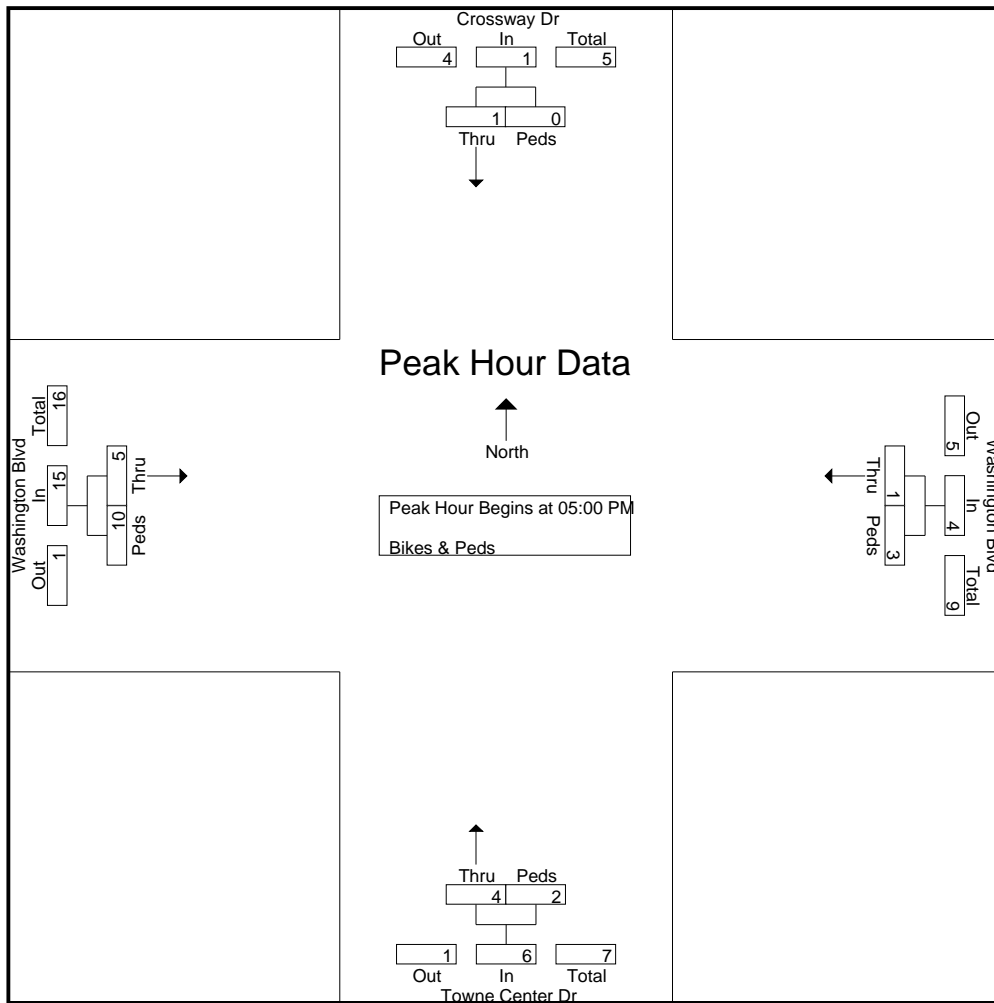 Crossway Dr
Out In Total
4 1 5
1 0
Thru Peds
Peak Hour Data
North
Peak Hour Begins at 05:00 PM
Bikes & Peds
Washington Blvd
Out In Total
1 15 16
10 5
Peds Thru
Washington Blvd
Out In Total
5 4 9
1 3
Thru Peds
Thru Peds
4 2
1 6 7
Out In Total
Towne Center Dr